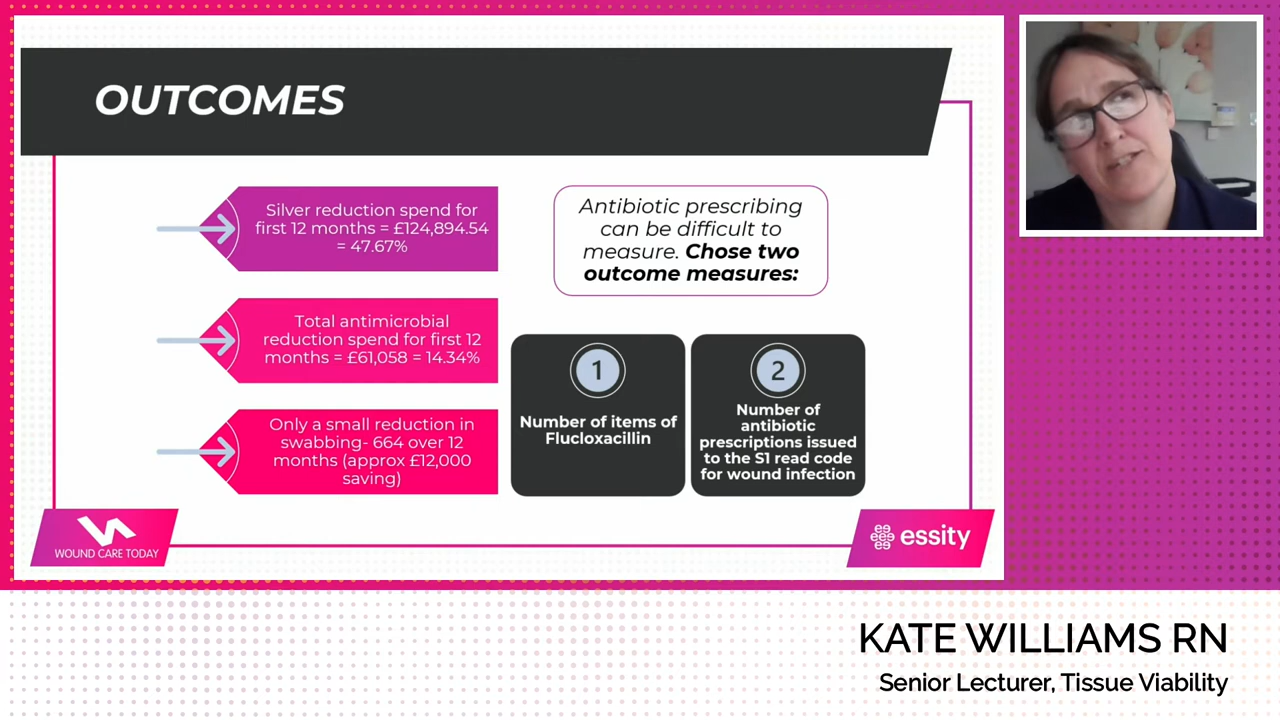 OUTCOMES
Silver reduction spend for
first 12 months = £124,894.54
= 47.67%
Total antimicrobial
reduction spend for first 12
months = £61,058 = 14.34%
Only a small reduction in
swabbing- 664 over 12
months (approx £12,000
saving)
Antibiotic prescribing
can be difficult to
measure. Chose two
outcome measures:
1
Number of items of
Flucloxacillin
2
Number of
antibiotic
prescriptions issued
to the S1 read code
for wound infection
WOUND CARE TODAY
essity
KATE WILLIAMS RN
Senior Lecturer, Tissue Viability